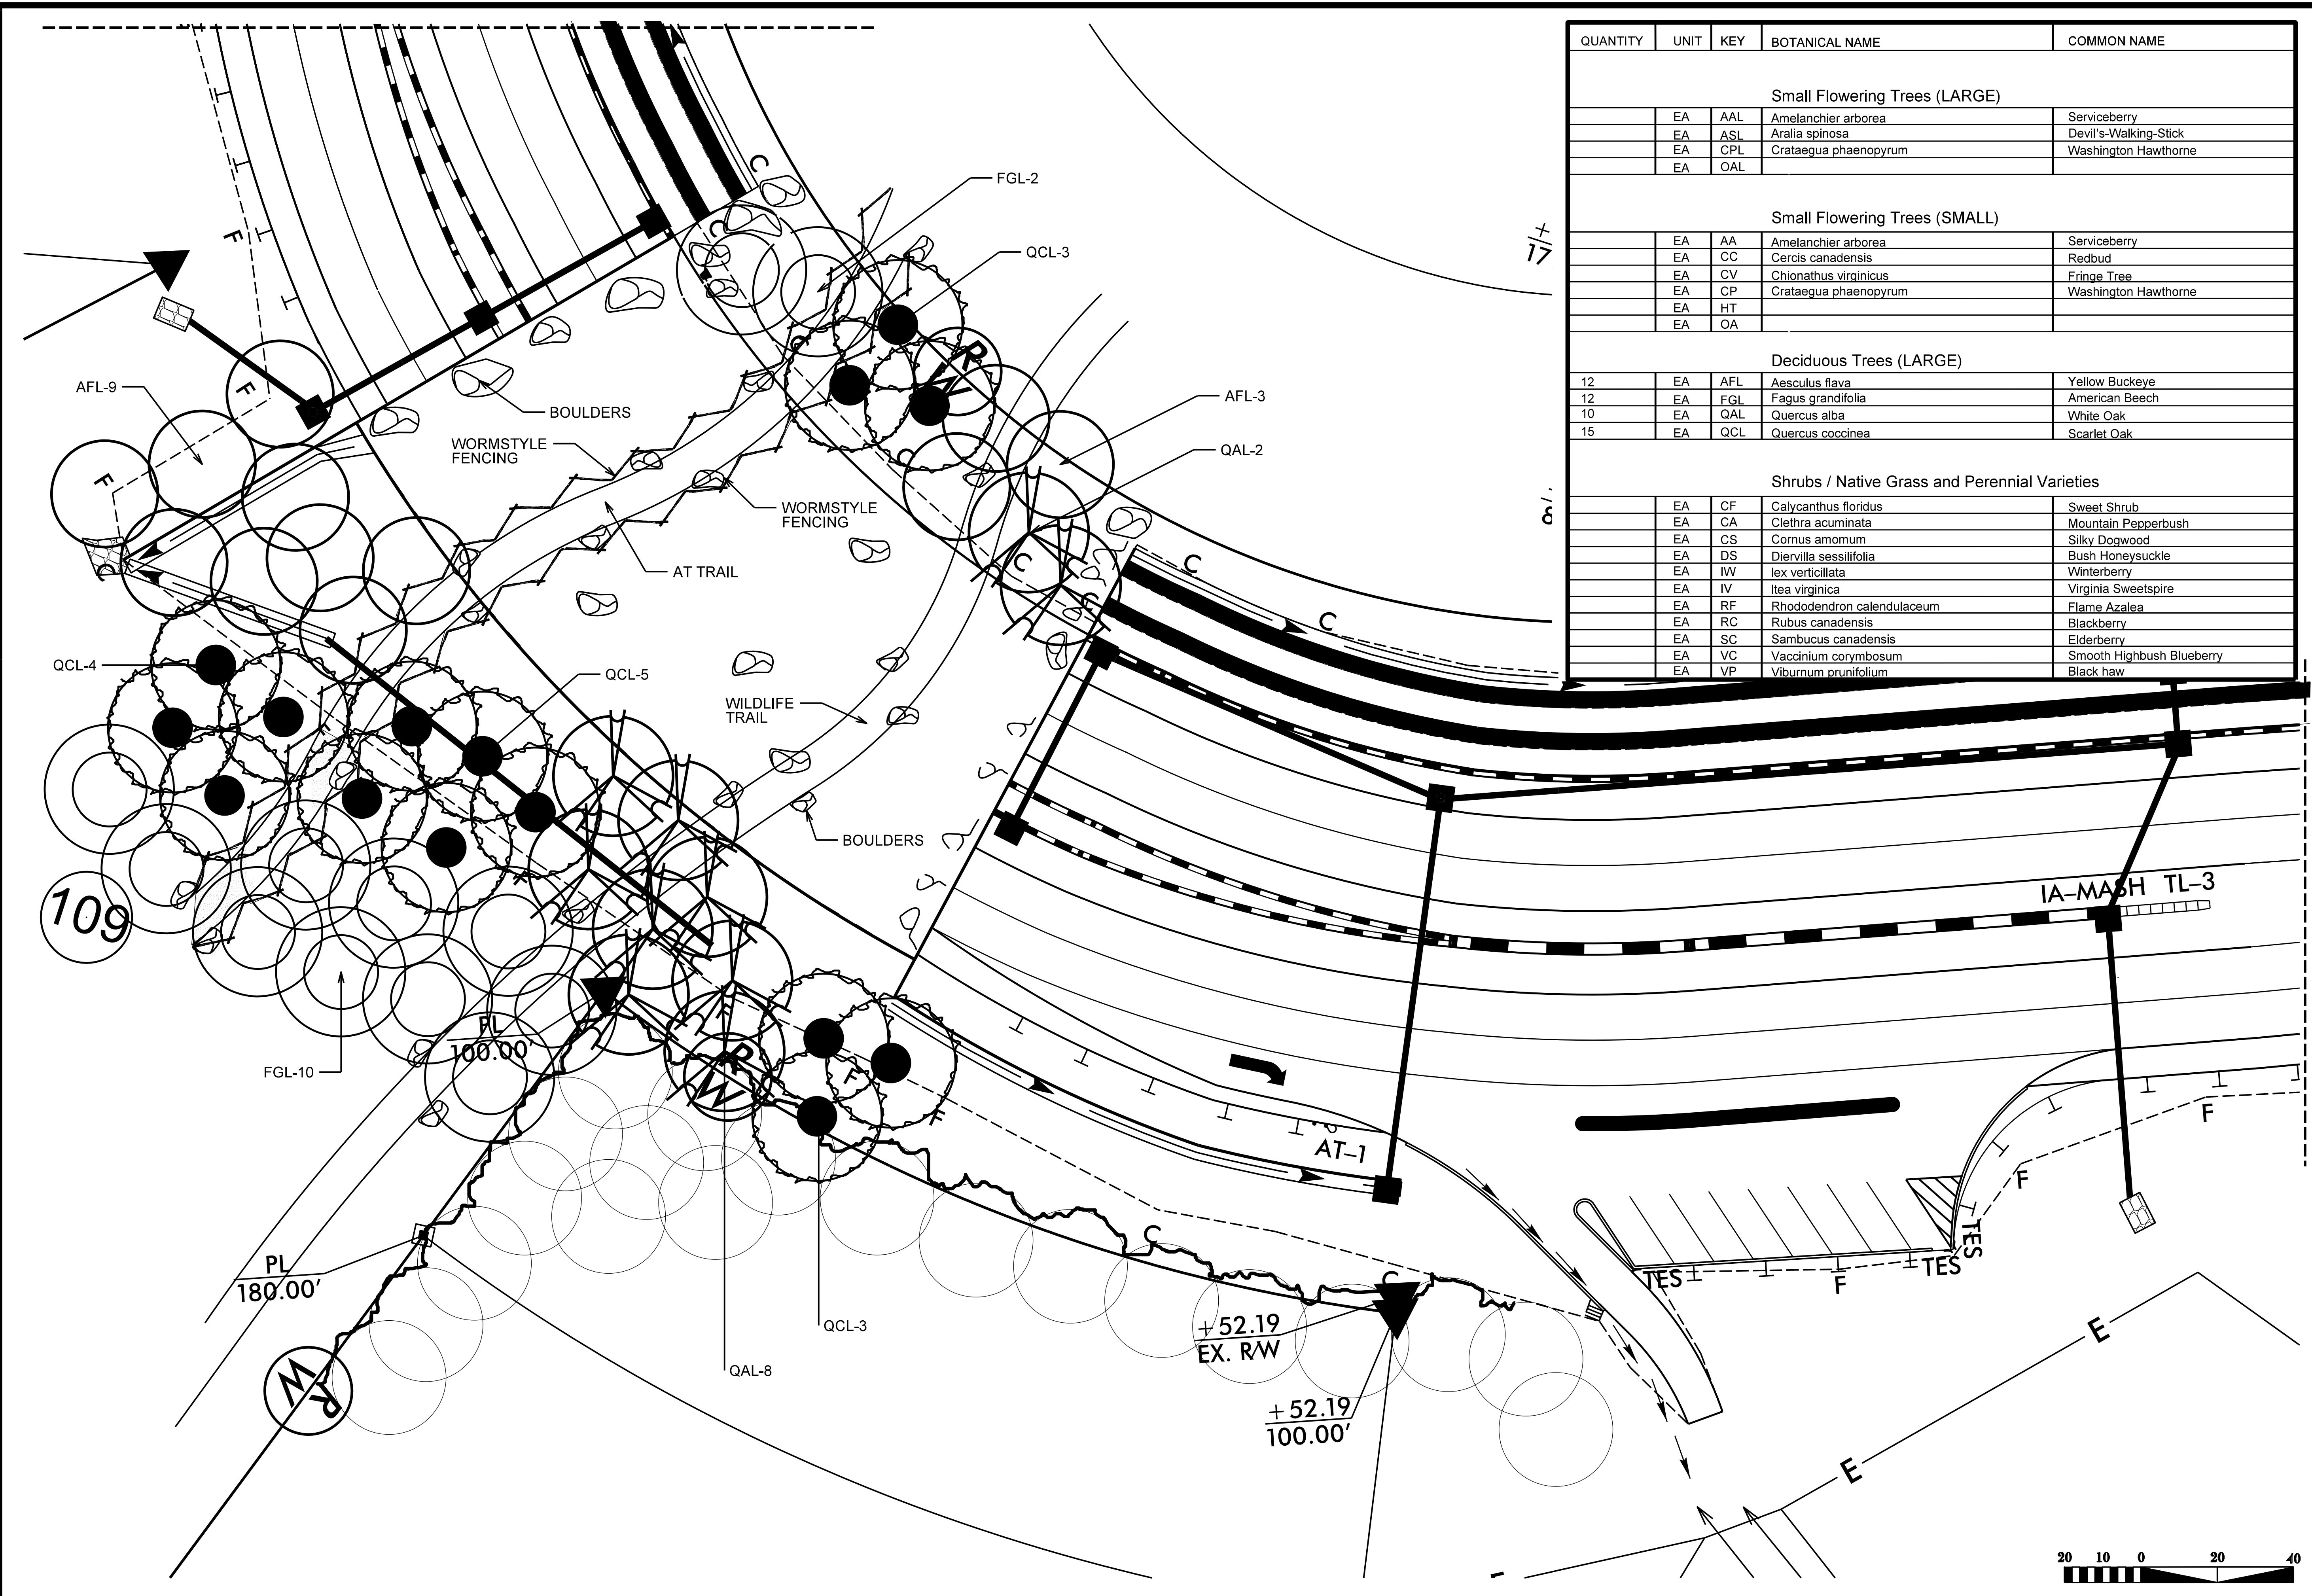 QUANTITY UNIT KEY BOTANICAL NAME COMMON NAME
Small Flowering Trees (LARGE)
EA AAL Amelanchier arborea Serviceberry
EA ASL Aralia spinosa Devil's-Walking-Stick
EA CPL Crataegua phaenopyrum Washington Hawthorne
EA OAL
Small Flowering Trees (SMALL)
EA AA Amelanchier arborea Serviceberry
EA CC Cercis canadensis Redbud
EA CV Chionathus virginicus Fringe Tree
EA CP Crataegua phaenopyrum Washington Hawthorne
EA HT
EA OA
Deciduous Trees (LARGE)
12 EA AFL Aesculus flava Yellow Buckeye
12 EA FGL Fagus grandifolia American Beech
10 EA QAL Quercus alba White Oak
15 EA QCL Quercus coccinea Scarlet Oak
Shrubs / Native Grass and Perennial Varieties
EA CF Calycanthus floridus Sweet Shrub
EA CA Clethra acuminata Mountain Pepperbush
EA CS Cornus amomum Silky Dogwood
EA DS Diervilla sessilifolia Bush Honeysuckle
EA IW lex verticillata Winterberry
EA IV Itea virginica Virginia Sweetspire
EA RF Rhododendron calendulaceum Flame Azalea
EA RC Rubus canadensis Blackberry
EA SC Sambucus canadensis Elderberry
EA VC Vaccinium corymbosum Smooth Highbush Blueberry
EA VP Viburnum prunifolium Black haw
C
FGL-2
C
F
QCL-3
+
17
C
RW
AFL-9
F
BOULDERS
AFL-3
WORMSTYLE
FENCING
QAL-2
C
F
WORMSTYLE
FENCING
8
C
C
AT TRAIL
C
C
C
QCL-4
QCL-5
WILDLIFE
TRAIL
BOULDERS
109
IA-MASH TL-3
PL
100.00'
F
RW
F
F
FGL-10
AT-1
F
F
C
TES
PL
180.00'
C
TES
TES
F
QCL-3
+52.19
EX. R/W
E
QAL-8
RW
+52.19
100.00'
E
20 10 0 20 40